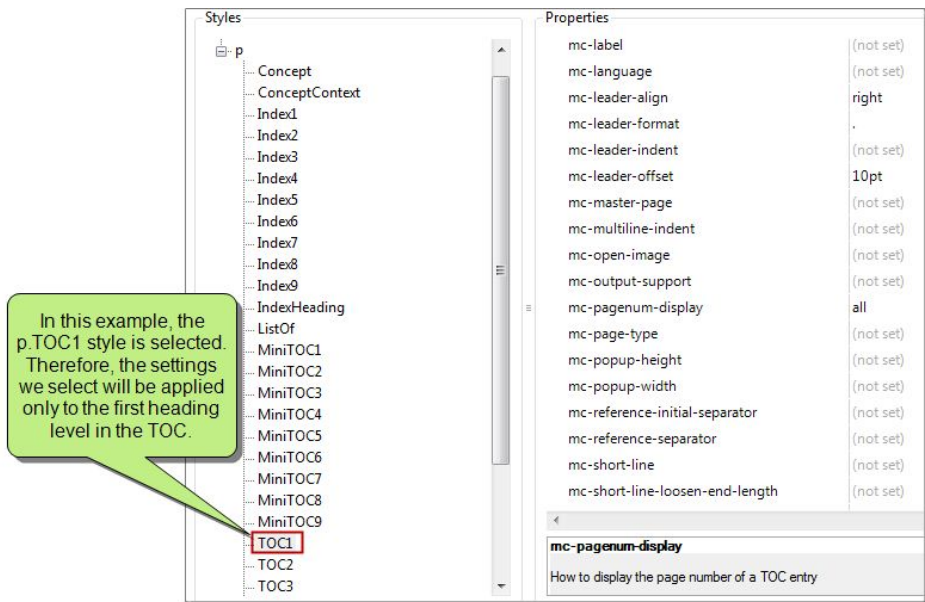 Styles
p
Concept
ConceptContext
Index1
Index2
Index3
Index4
Index5
Index6
Index7
Index8
Index9
IndexHeading
ListOf
MiniTOC1
MiniTOC2
MiniTOC3
MiniTOC4
MiniTOC5
MiniTOC6
MiniTOC7
MiniTOC8
MiniTOC9
TOC1
TOC2
TOC3
In this example, the
p.TOC1 style is selected.
Therefore, the settings
we select will be applied
only to the first heading
level in the TOC.
Properties
mc-label (not set)
mc-language (not set)
mc-leader-align right
mc-leader-format .
mc-leader-indent (not set)
mc-leader-offset 10pt
mc-master-page (not set)
mc-multiline-indent (not set)
mc-open-image (not set)
mc-output-support (not set)
mc-pagenum-display all
mc-page-type (not set)
mc-popup-height (not set)
mc-popup-width (not set)
mc-reference-initial-separator (not set)
mc-reference-separator (not set)
mc-short-line (not set)
mc-short-line-loosen-end-length (not set)
mc-pagenum-display
How to display the page number of a TOC entry